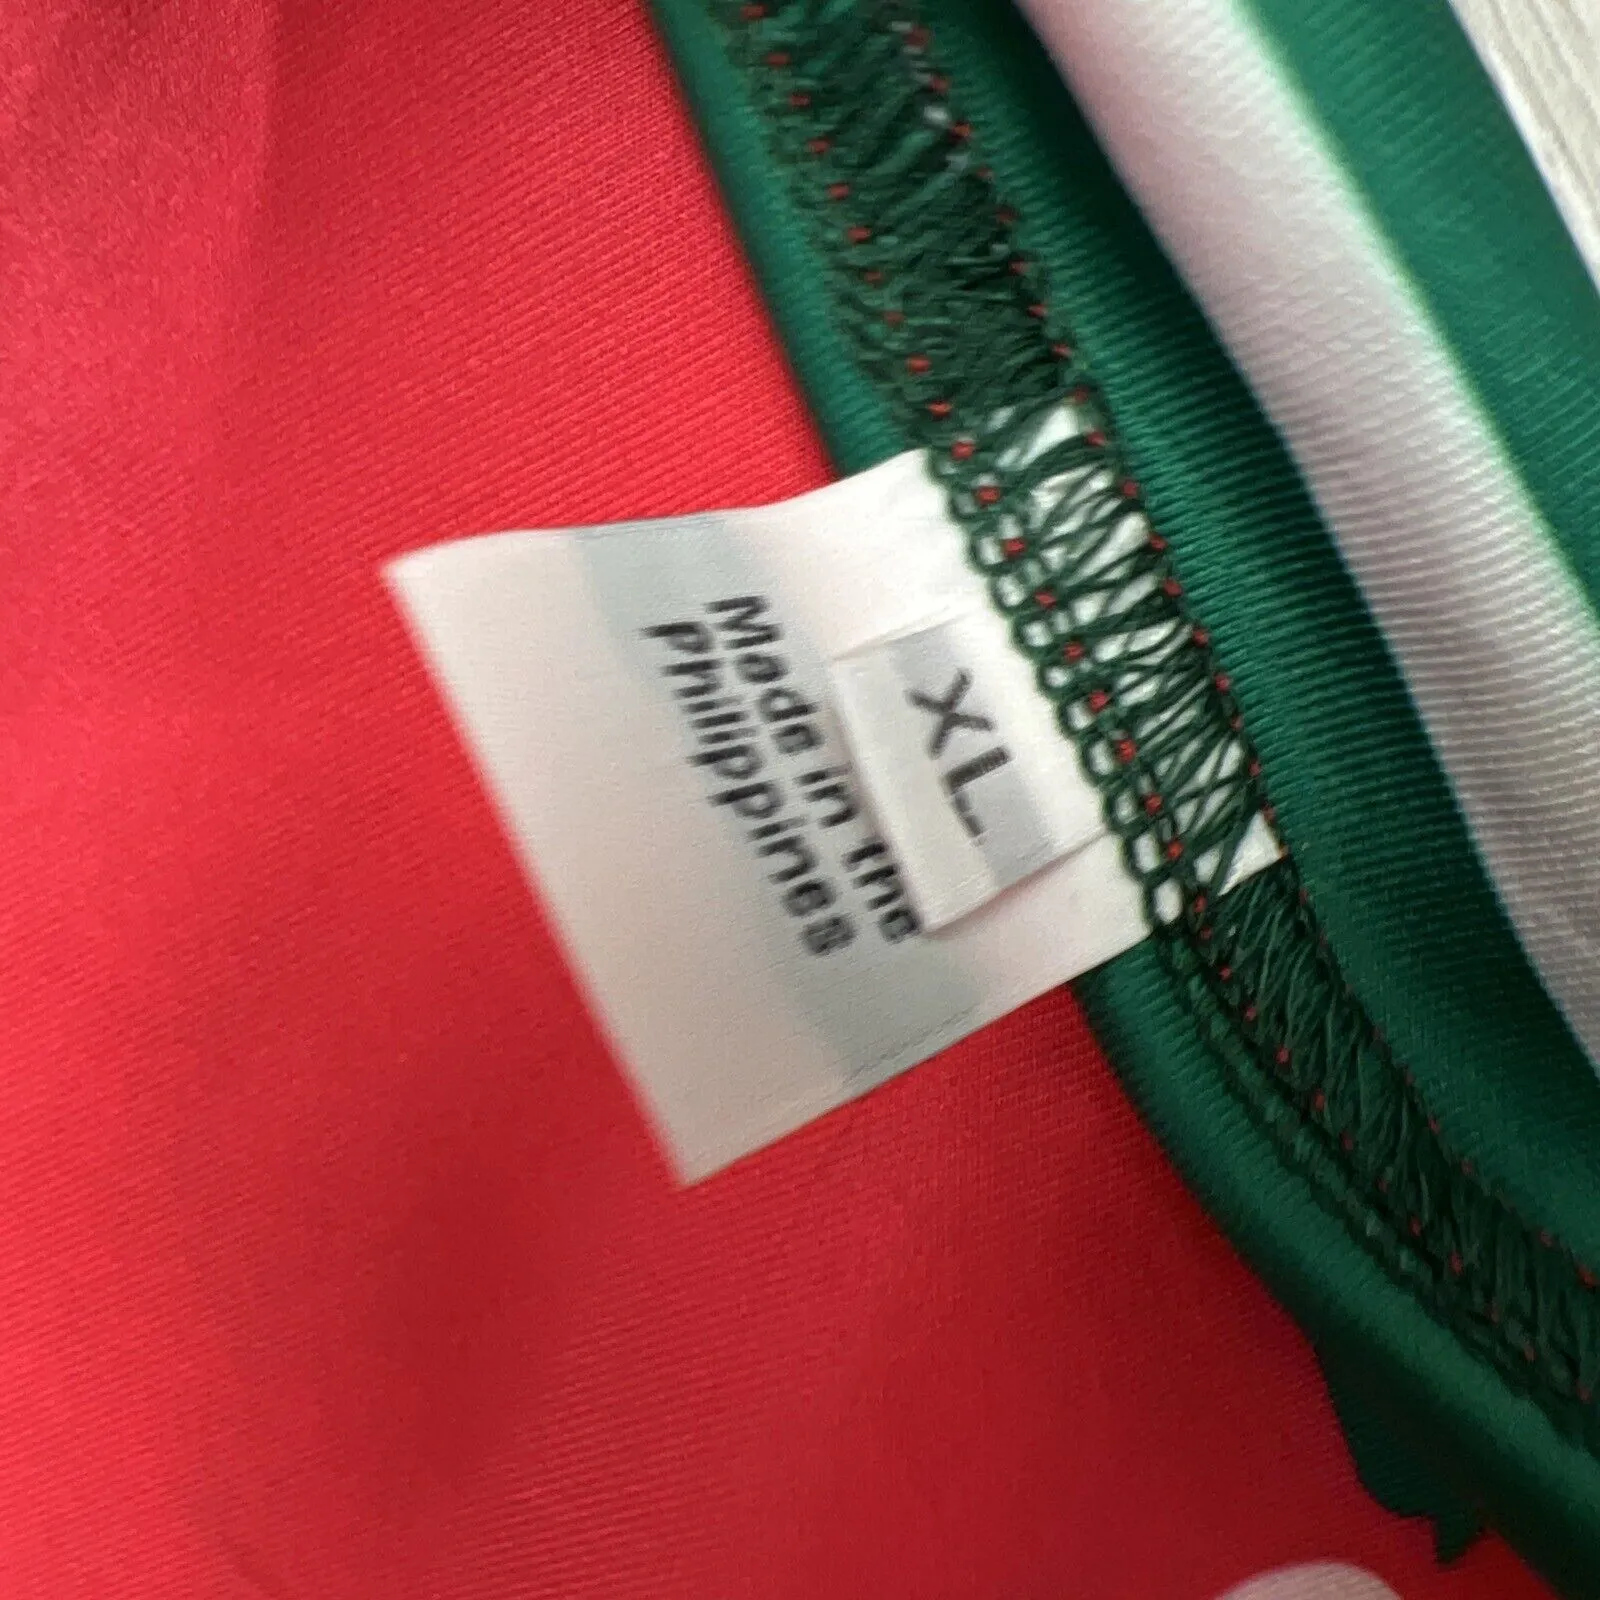 XL
Made in the
Philippines